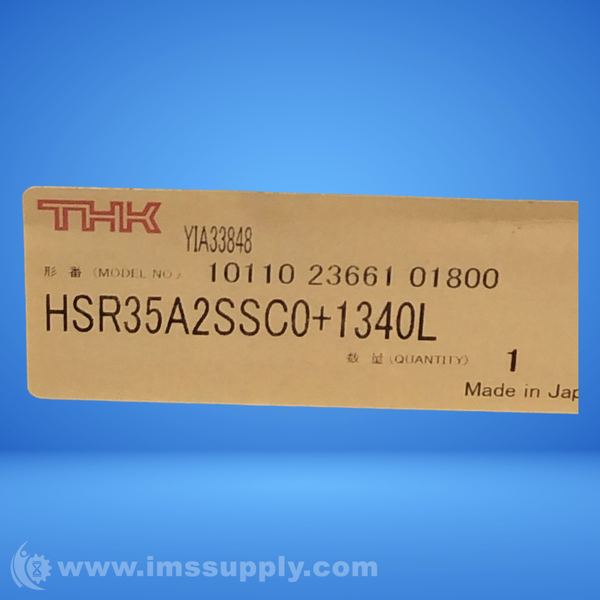 THK
YIA33848
形番 (MODEL NO.) 10110 23661 01800
HSR35A2SSC0+1340L
数量 (QUANTITY) 1
Made in Jap
www.imssupply.com